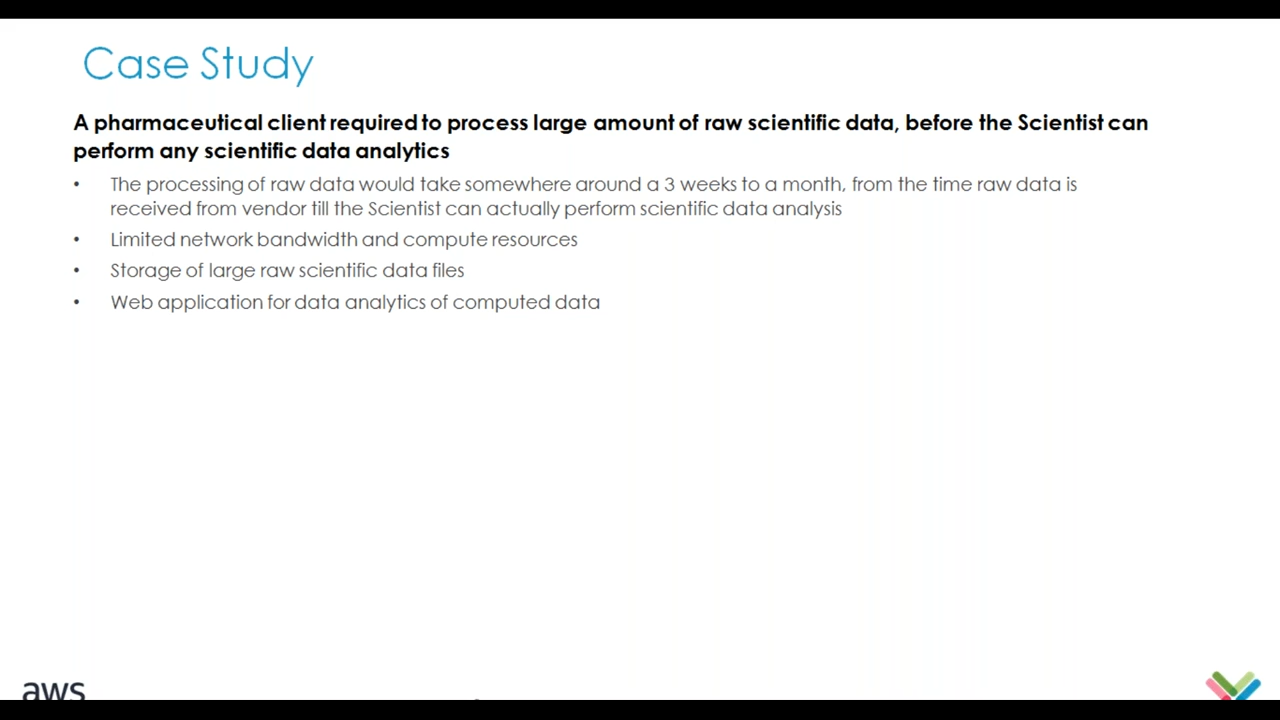 Case Study
A pharmaceutical client required to process large amount of raw scientific data, before the Scientist can
perform any scientific data analytics
• The processing of raw data would take somewhere around a 3 weeks to a month, from the time raw data is
received from vendor till the Scientist can actually perform scientific data analysis
• Limited network bandwidth and compute resources
• Storage of large raw scientific data files
• Web application for data analytics of computed data
aws